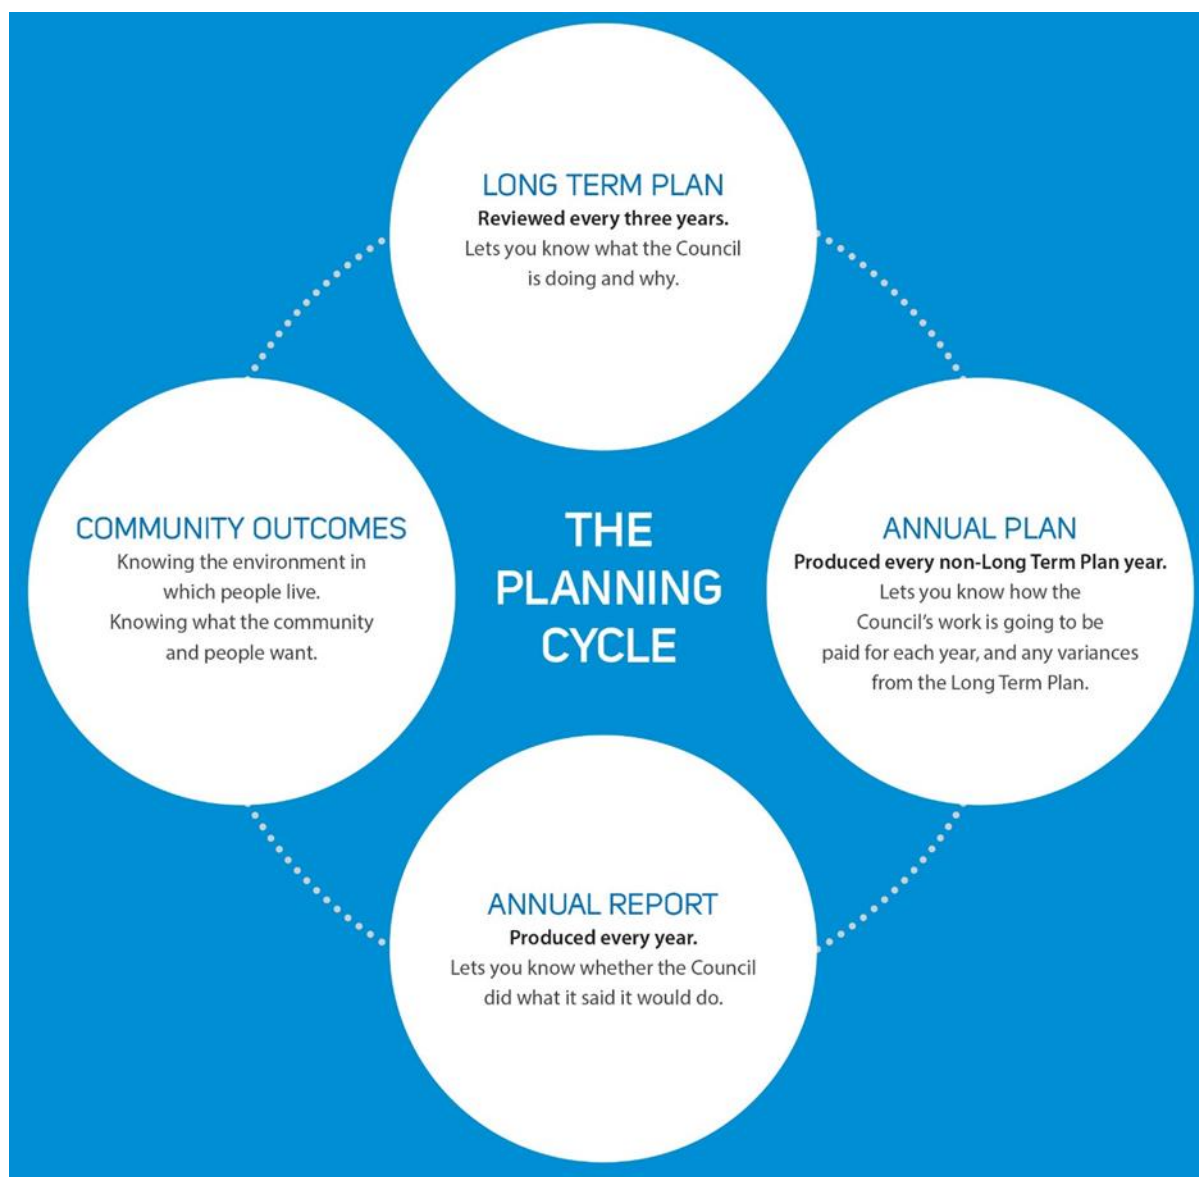 LONG TERM PLAN
Reviewed every three years.
Lets you know what the Council
is doing and why.
COMMUNITY OUTCOMES
Knowing the environment in
which people live.
Knowing what the community
and people want.
THE
PLANNING
CYCLE
ANNUAL PLAN
Produced every non-Long Term Plan year.
Lets you know how the
Council's work is going to be
paid for each year, and any variances
from the Long Term Plan.
ANNUAL REPORT
Produced every year.
Lets you know whether the Council
did what it said it would do.